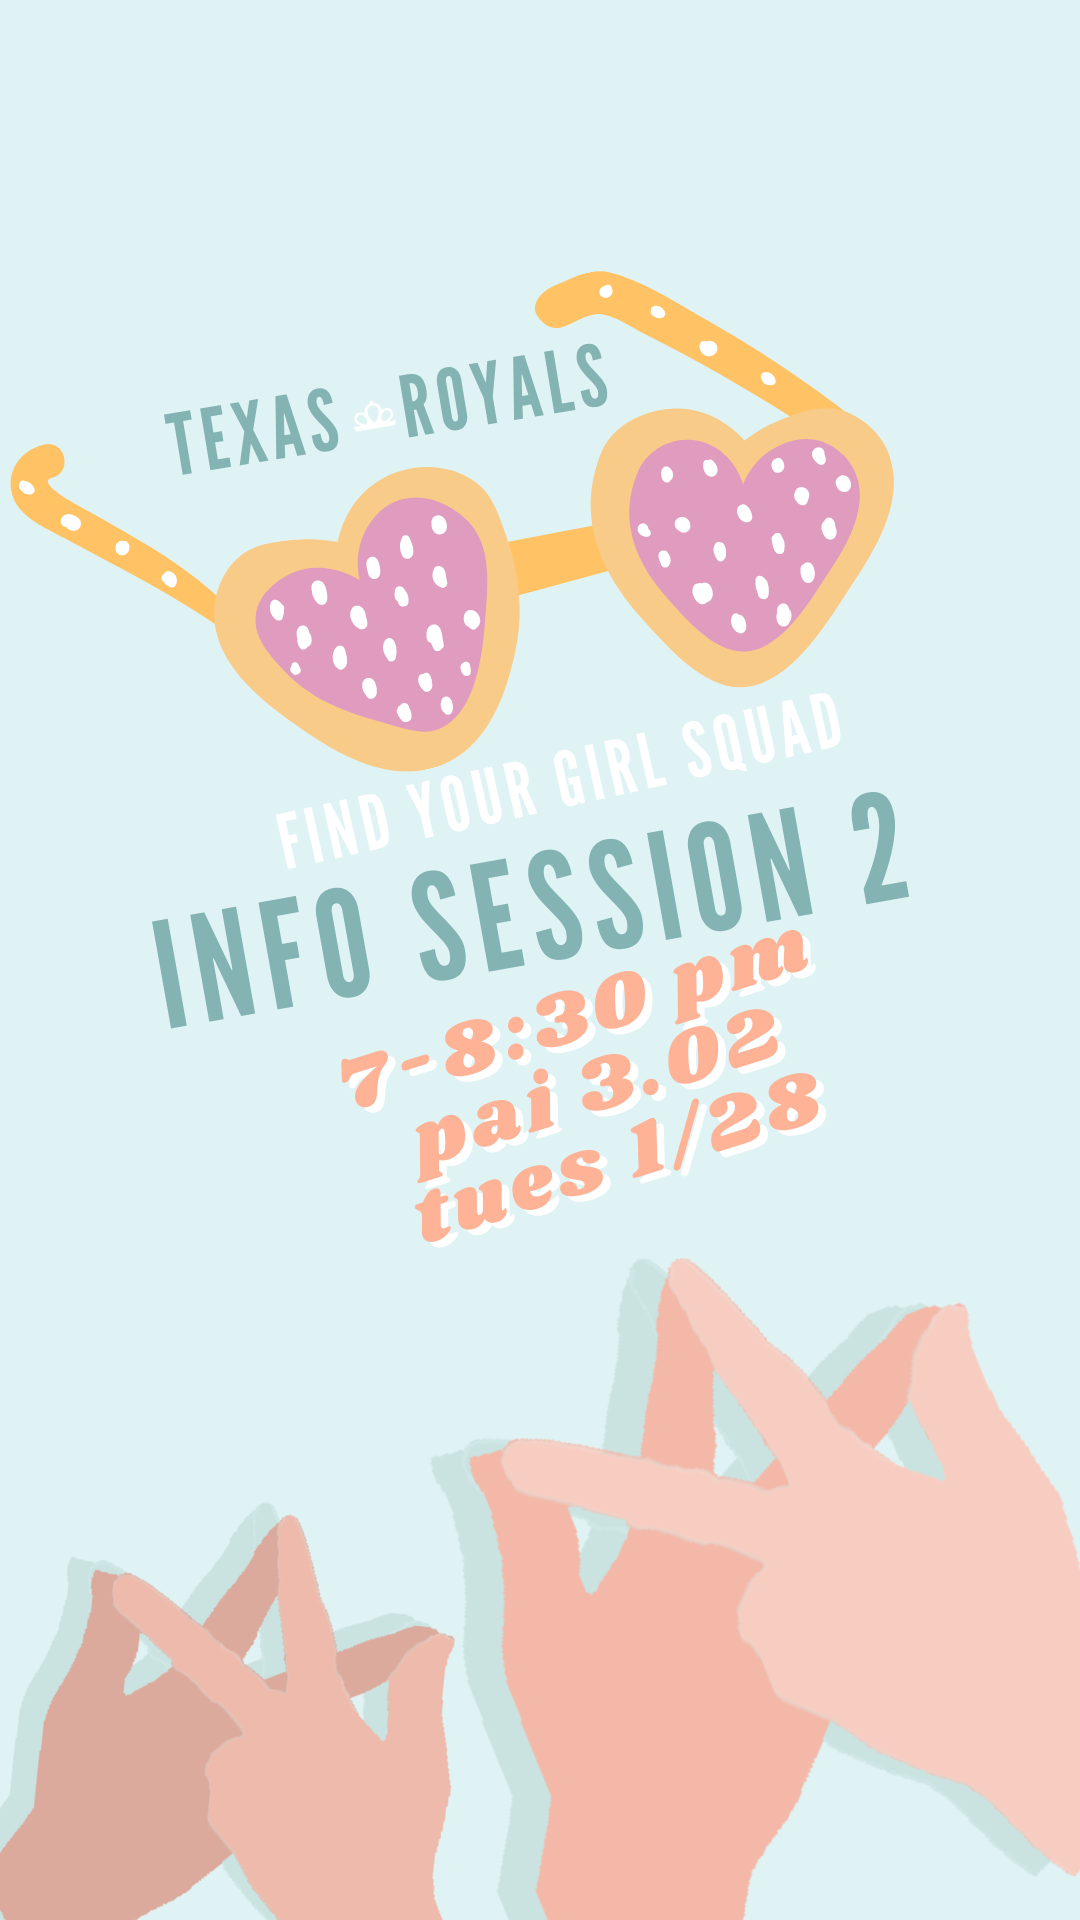 TEXAS ROYALS
FIND YOUR GIRL SQUAD
INFO SESSION 2
7-8:30 pm
pai 3.02
tues 1/28